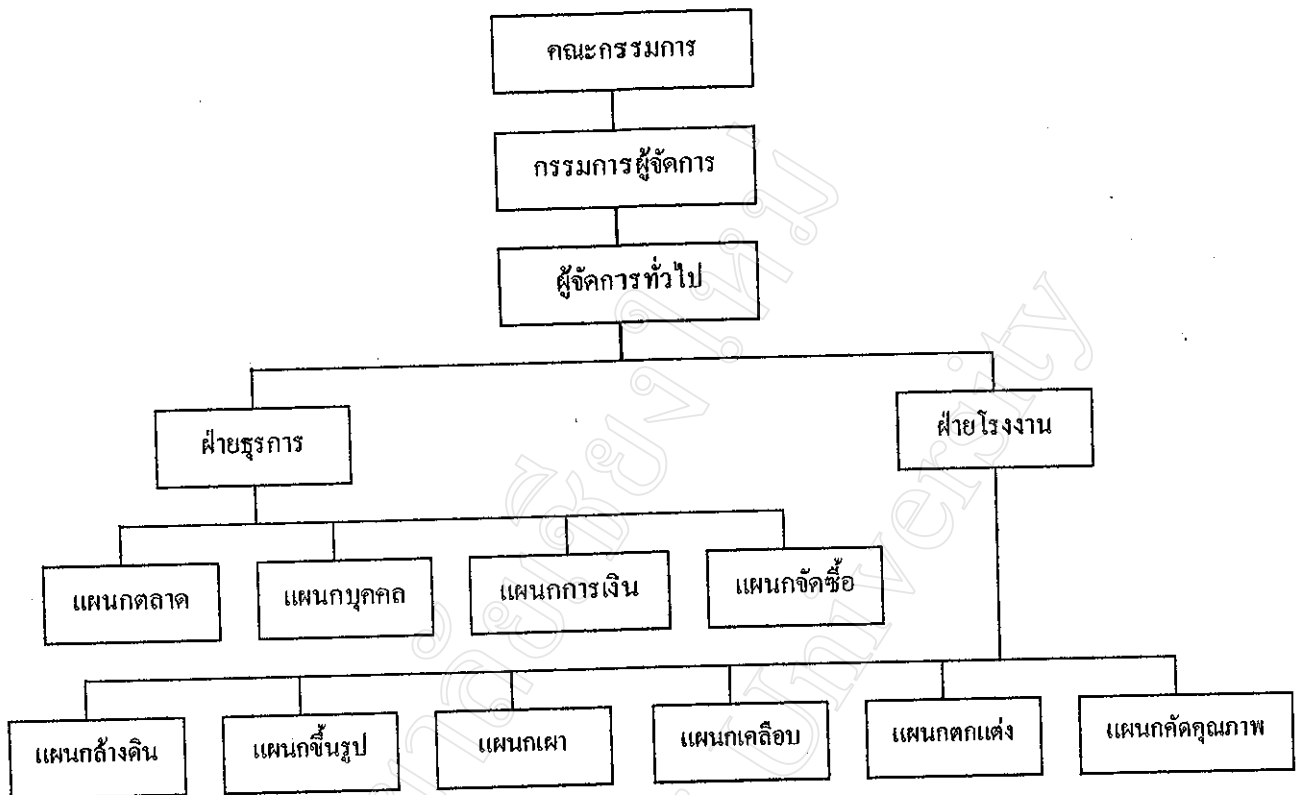 คณะกรรมการ
กรรมการผู้จัดการ
ผู้จัดการทั่วไป
ฝ่ายธุรการ
ฝ่ายโรงงาน
แผนกตลาด
แผนกบุคคล
แผนกการเงิน
แผนกจัดซื้อ
แผนกล้างดิน
แผนกขึ้นรูป
แผนกเผา
แผนกเคลือบ
แผนกตกแต่ง
แผนกคัดคุณภาพ
University